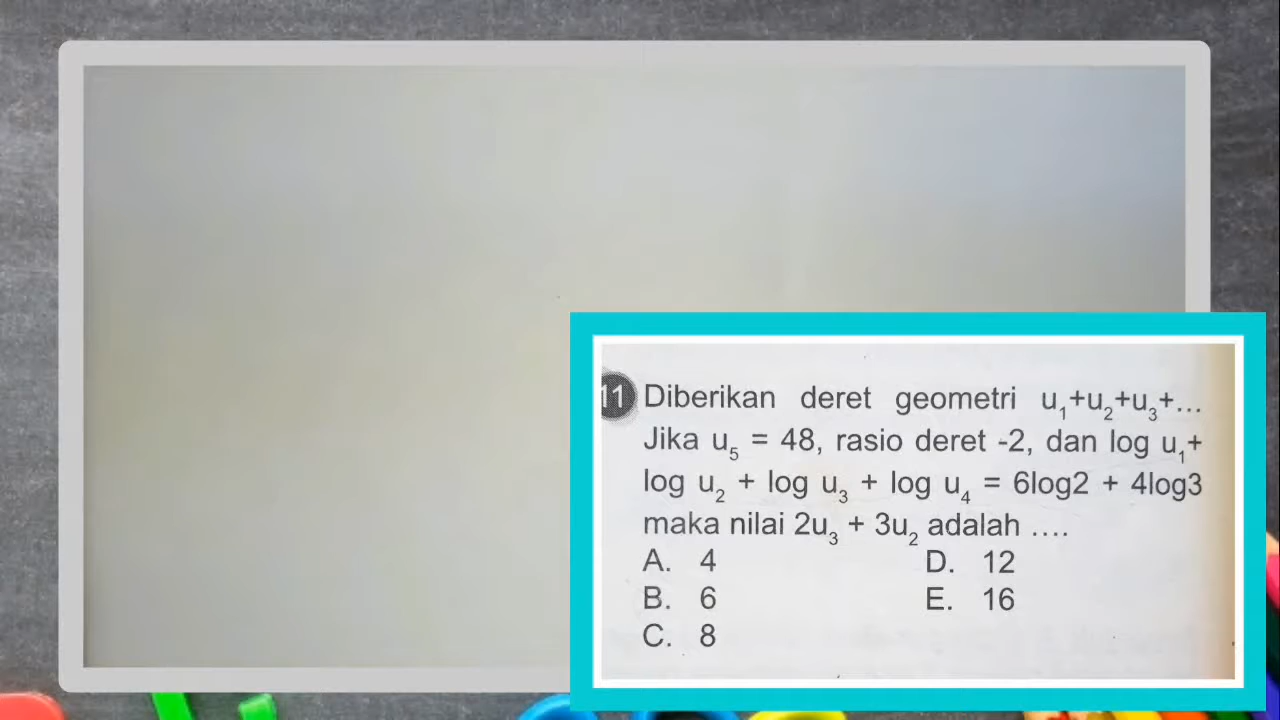 11 Diberikan deret geometri u₁+u₂+u₃+...
Jika u₅ = 48, rasio deret -2, dan log u₁+
log u₂ + log u₃ + log u₄ = 6log2 + 4log3
maka nilai 2u₃ + 3u₂ adalah ....
A. 4 D. 12
B. 6 E. 16
C. 8